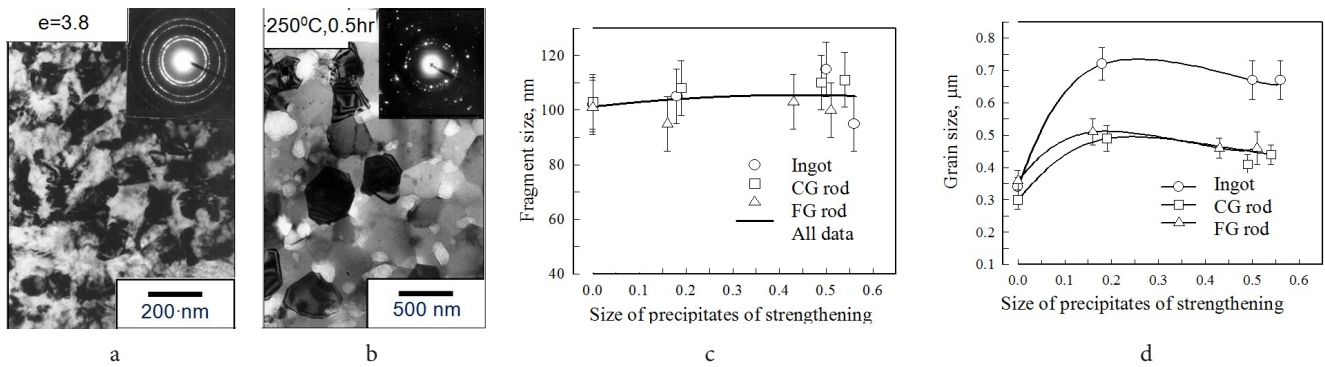 e=3.8
200·nm
a
250⁰C,0.5hr
500 nm
b
Fragment size, nm
120
100
80
60
40
Ingot
CG rod
FG rod
All data
0.0 0.1 0.2 0.3 0.4 0.5 0.6
Size of precipitates of strengthening
c
Grain size, μm
0.8
0.7
0.6
0.5
0.4
0.3
0.2
0.1
Ingot
CG rod
FG rod
0.0 0.1 0.2 0.3 0.4 0.5 0.6
Size of precipitates of strengthening
d